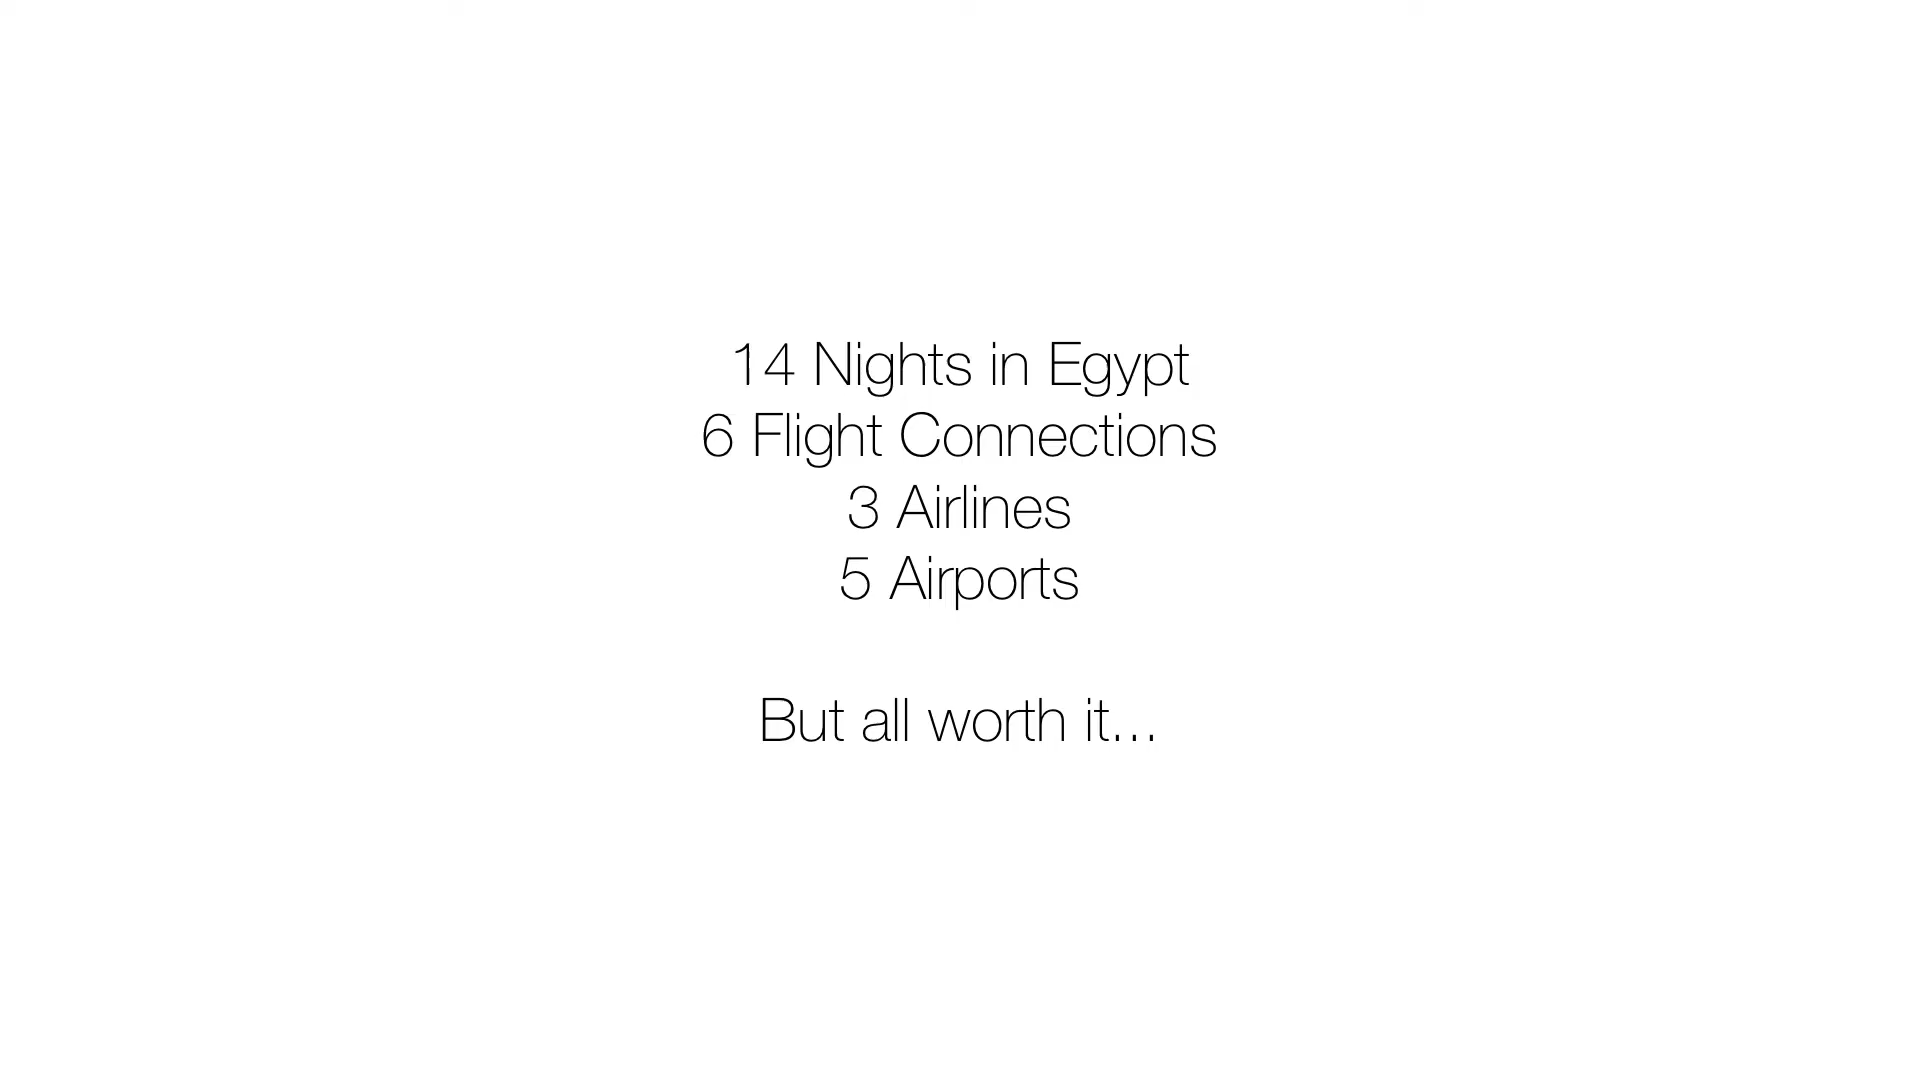 14 Nights in Egypt
6 Flight Connections
3 Airlines
5 Airports
But all worth it...